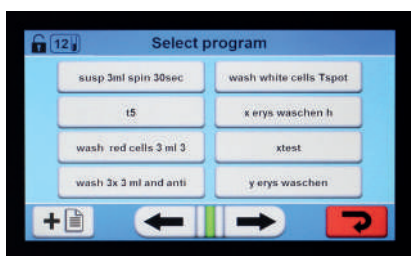 12
Select program
susp 3ml spin 30sec
wash white cells Tspot
t5
x erys waschen h
wash red cells 3 ml 3
xtest
wash 3x 3 ml and anti
y erys waschen